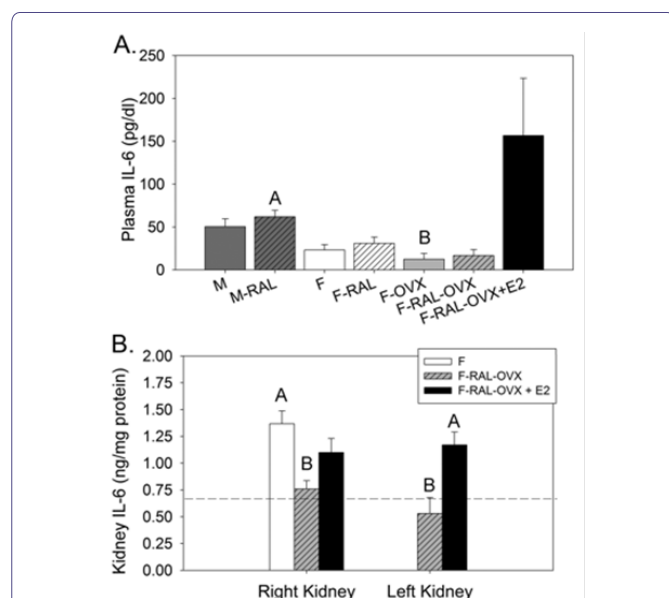 A.
250
200
150
100
50
0
Plasma IL-6 (pg/dl)
A
B
M
M-RAL
F
F-RAL
F-OVX
F-RAL-OVX
F-RAL-OVX+E2
B.
2.00
1.75
1.50
1.25
1.00
0.75
0.50
0.25
0.00
Kidney IL-6 (ng/mg protein)
F
F-RAL-OVX
F-RAL-OVX + E2
A
B
A
B
Right Kidney Left Kidney